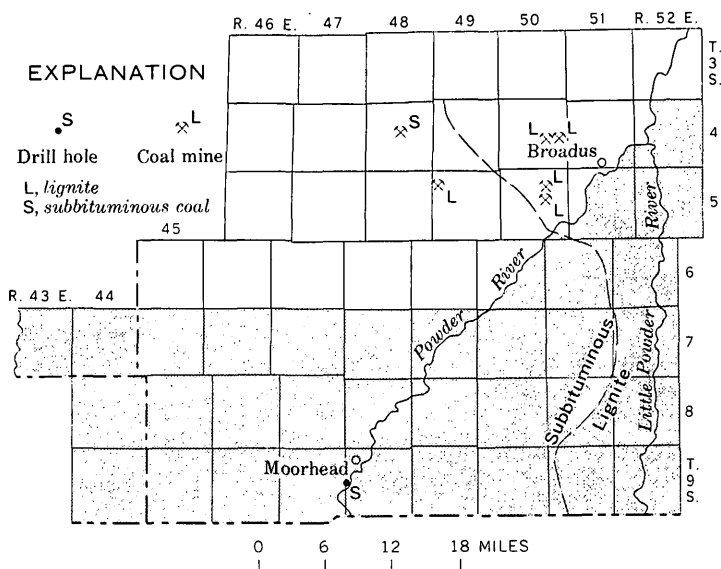 R. 46 E. 47 48 49 50 51 R. 52 E.
T.
3
S.
EXPLANATION
S
L
Drill hole
Coal mine
L, lignite
S, subbituminous coal
S
L
L
4
Broadus
L
L
L
5
River
45
6
R. 43 E. 44
River
Powder
7
Subbituminous
Lignite
Little Powder
8
Moorhead
S
T.
9
S.
0 6 12 18 MILES